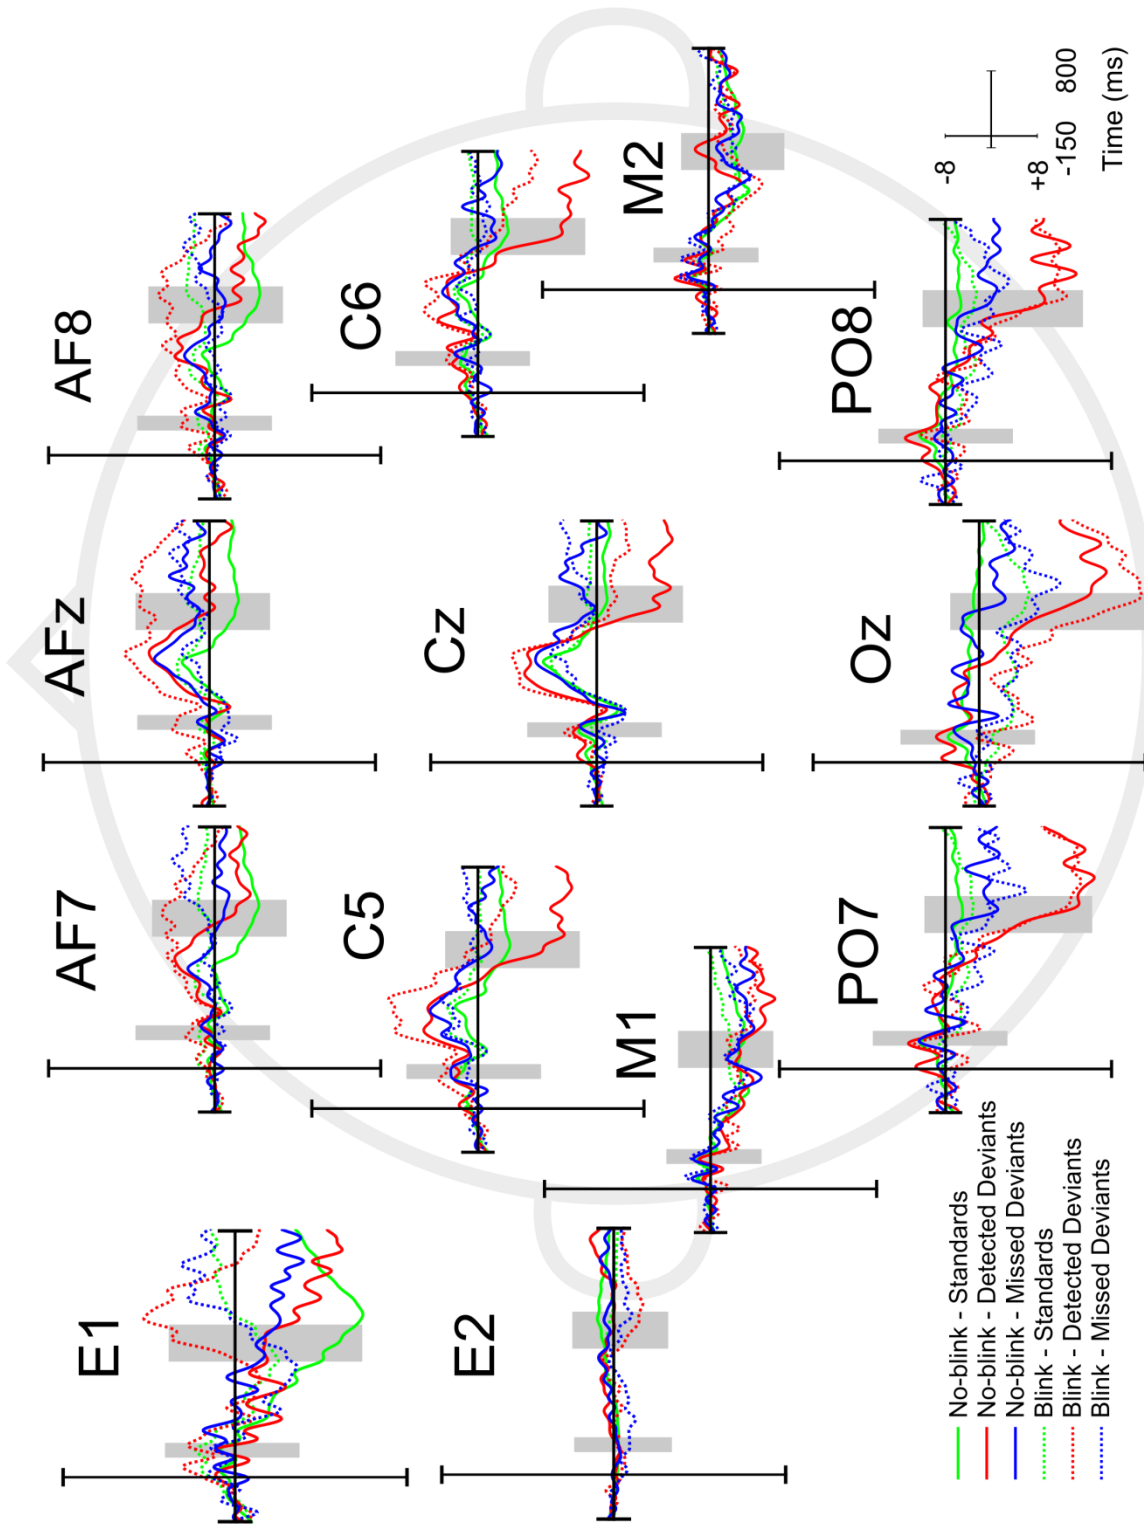 E1
AF7
AFz
AF8
C5
C6
E2
M1
Cz
M2
PO7
Oz
PO8
No-blink - Standards
No-blink - Detected Deviants
No-blink - Missed Deviants
Blink - Standards
Blink - Detected Deviants
Blink - Missed Deviants
-8
+8
-150 800
Time (ms)